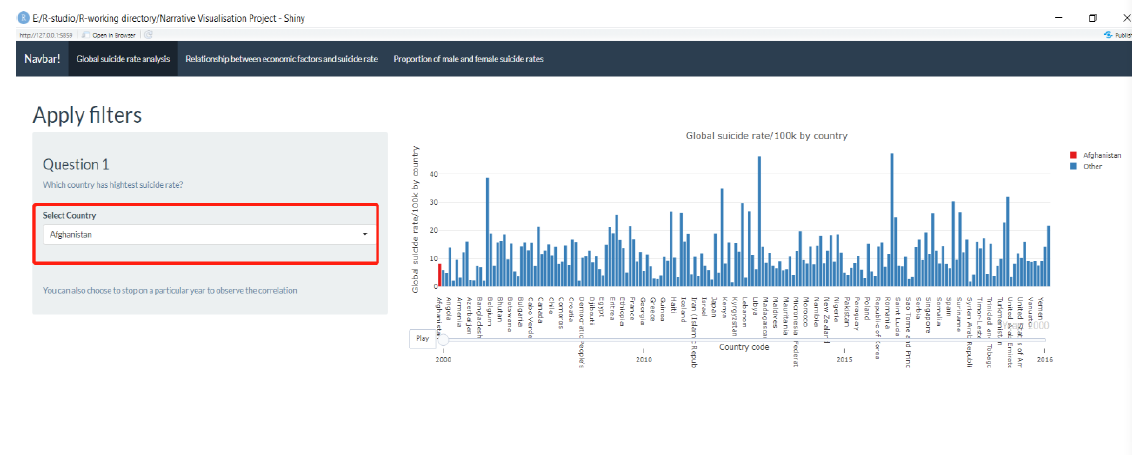 E:/R-studio/R-working directory/Narrative Visualisation Project - Shiny
http://127.0.0.1:5859 Open in Browser
Publish
Navbar! Global suicide rate analysis Relationship between economic factors and suicide rate Proportion of male and female suicide rates
Apply filters
Question 1
Which country has highest suicide rate?
Select Country
Afghanistan
You can also choose to stop on a particular year to observe the correlation
Global suicide rate/100k by country
Afghanistan
Other
Global suicide rate/100k by country
40
30
20
10
0
Afghanistan
Angola
Armenia
Azerbaijan
Bangladesh
Belgium
Bhutan
Botswana
Bulgaria
Cabo Verde
Canada
Chile
Comoros
Croatia
Democratic People's
Djibouti
Egypt
Eritrea
Ethiopia
France
Georgia
Greece
Guinea
Haiti
Iceland
Iran (Islamic Repub
Israel
Japan
Kenya
Kyrgyzstan
Lebanon
Libya
Madagascar
Maldives
Mauritania
Micronesia (Federat
Morocco
Namibia
New Zealand
Nigeria
Pakistan
Paraguay
Poland
Republic of Korea
Romania
Saint Lucia
Sao Tome and Princ
Serbia
Singapore
Somalia
Spain
Suriname
Syrian Arab Republi
Timor-Leste
Trinidad and Tobago
Turkmenistan
United Arab Emirate
United States of Am
Vanuatu
Yemen
Year: 2000
Country code
Play
2000
2010
2015
2016